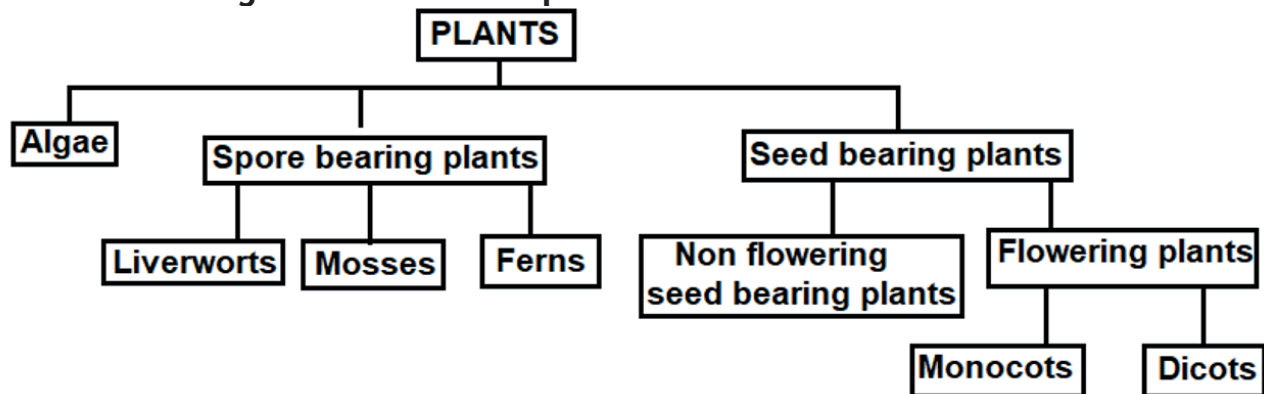 PLANTS
Algae
Spore bearing plants
Seed bearing plants
Liverworts
Mosses
Ferns
Non flowering
seed bearing plants
Flowering plants
Monocots
Dicots